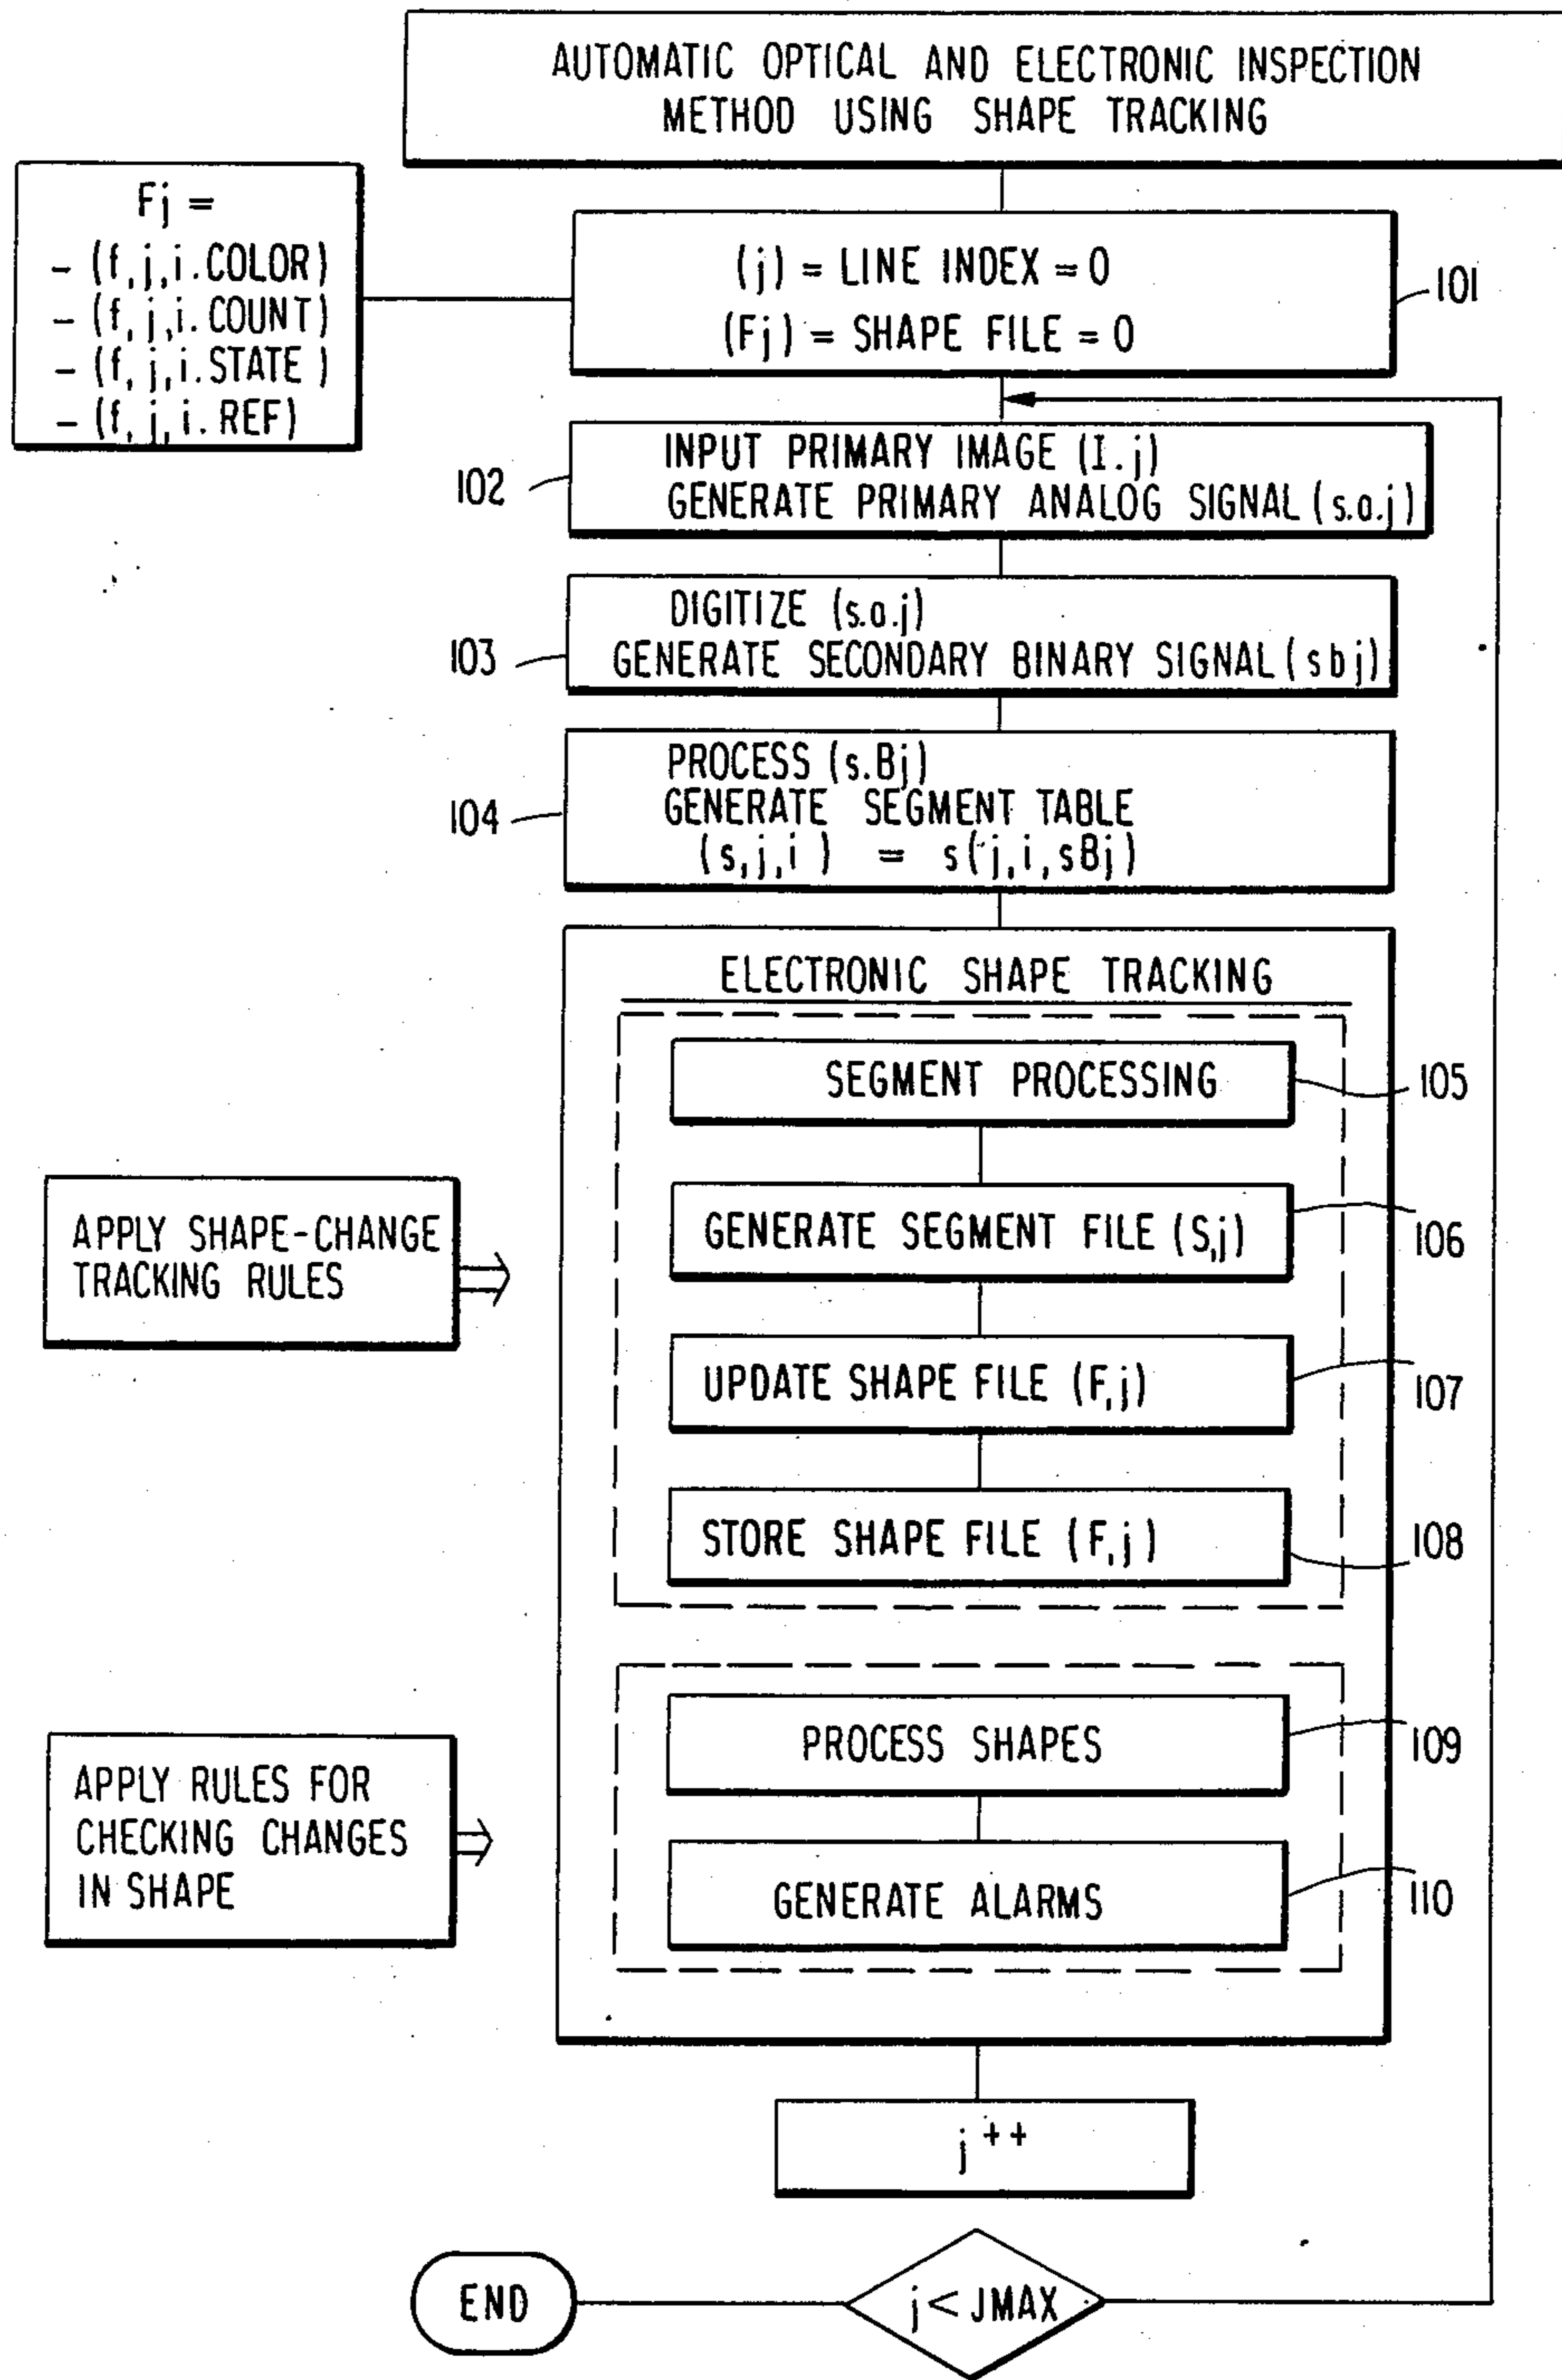 AUTOMATIC OPTICAL AND ELECTRONIC INSPECTION
METHOD USING SHAPE TRACKING
Fj =
- (f,j,i.COLOR)
- (f,j,i.COUNT)
- (f,j,i.STATE )
- (f,j,i.REF)
(j) = LINE INDEX = 0
(Fj) = SHAPE FILE = 0
101
INPUT PRIMARY IMAGE (I.j)
GENERATE PRIMARY ANALOG SIGNAL (s.a.j)
102
DIGITIZE (s.a.j)
GENERATE SECONDARY BINARY SIGNAL (sbj)
103
PROCESS (s.Bj)
GENERATE SEGMENT TABLE
(s,j,i) = s(j,i,sBj)
104
ELECTRONIC SHAPE TRACKING
SEGMENT PROCESSING
105
GENERATE SEGMENT FILE (S,j)
106
APPLY SHAPE-CHANGE
TRACKING RULES
UPDATE SHAPE FILE (F,j)
107
STORE SHAPE FILE (F,j)
108
PROCESS SHAPES
109
APPLY RULES FOR
CHECKING CHANGES
IN SHAPE
GENERATE ALARMS
110
j ++
j < JMAX
END